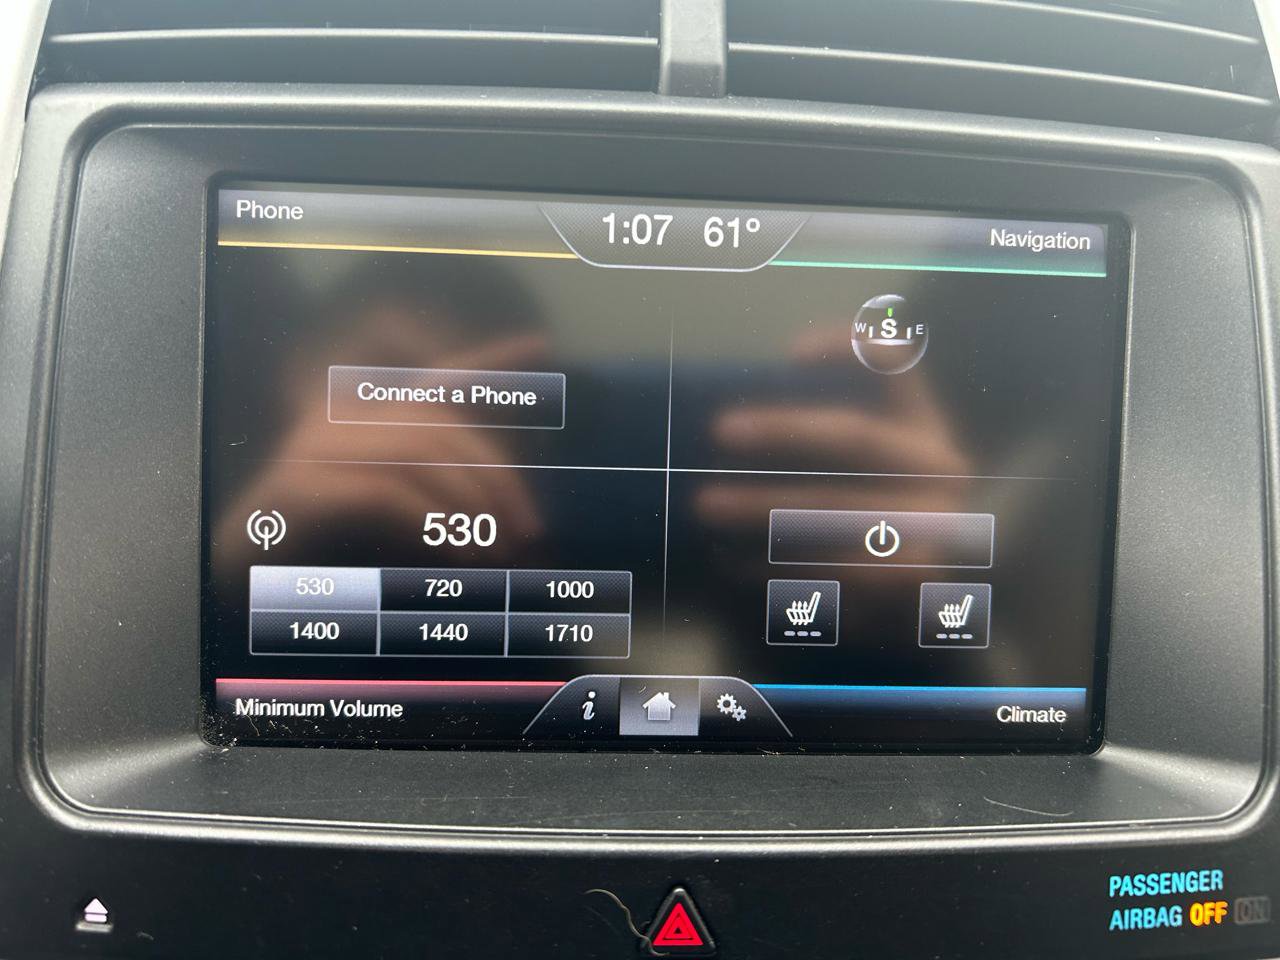 Phone
1:07 61°
Navigation
W S E
Connect a Phone
530
530 720 1000
1400 1440 1710
Minimum Volume
i
Climate
PASSENGER
AIRBAG OFF ON